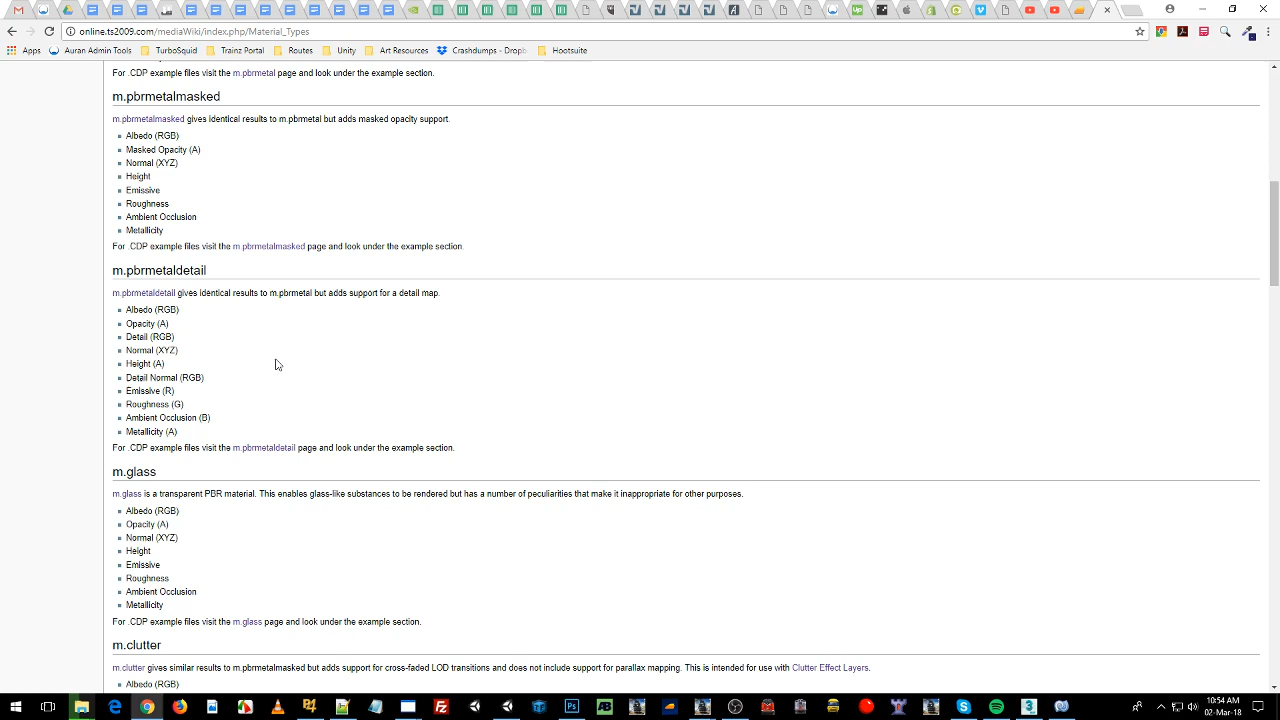 online.ts2009.com/mediaWiki/index.php/Material_Types
Apps Auran Admin Tools TurboSquid Trainz Portal Routes Unity Art Resources Crashdumps - Drop Hootsuite
For .CDP example files visit the m.pbrmetal page and look under the example section.
m.pbrmetalmasked
m.pbrmetalmasked gives identical results to m.pbrmetal but adds masked opacity support.
Albedo (RGB)
Masked Opacity (A)
Normal (XYZ)
Height
Emissive
Roughness
Ambient Occlusion
Metallicity
For .CDP example files visit the m.pbrmetalmasked page and look under the example section.
m.pbrmetaldetail
m.pbrmetaldetail gives identical results to m.pbrmetal but adds support for a detail map.
Albedo (RGB)
Opacity (A)
Detail (RGB)
Normal (XYZ)
Height (A)
Detail Normal (RGB)
Emissive (R)
Roughness (G)
Ambient Occlusion (B)
Metallicity (A)
For .CDP example files visit the m.pbrmetaldetail page and look under the example section.
m.glass
m.glass is a transparent PBR material. This enables glass-like substances to be rendered but has a number of peculiarities that make it inappropriate for other purposes.
Albedo (RGB)
Opacity (A)
Normal (XYZ)
Height
Emissive
Roughness
Ambient Occlusion
Metallicity
For .CDP example files visit the m.glass page and look under the example section.
m.clutter
m.clutter gives similar results to m.pbrmetalmasked but adds support for cross-faded LOD transitions and does not include support for parallax mapping. This is intended for use with Clutter Effect Layers.
Albedo (RGB)
10:54 AM
02-Mar-18